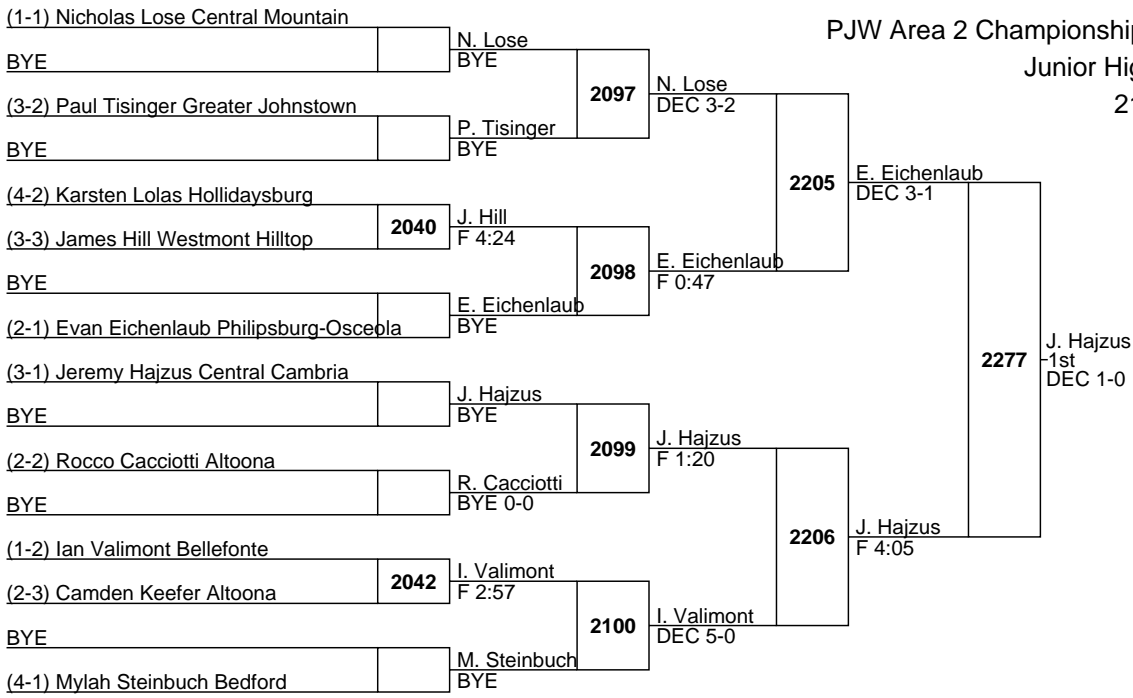 PJW Area 2 Championship
Junior Hig
21
(1-1) Nicholas Lose Central Mountain
BYE
(3-2) Paul Tisinger Greater Johnstown
BYE
(4-2) Karsten Lolas Hollidaysburg
2040
(3-3) James Hill Westmont Hilltop
BYE
(2-1) Evan Eichenlaub Philipsburg-Osceola
(3-1) Jeremy Hajzus Central Cambria
BYE
(2-2) Rocco Cacciotti Altoona
BYE
(1-2) Ian Valimont Bellefonte
2042
(2-3) Camden Keefer Altoona
BYE
(4-1) Mylah Steinbuch Bedford
N. Lose
BYE
2097
P. Tisinger
BYE
J. Hill
F 4:24
2098
E. Eichenlaub
BYE
J. Hajzus
BYE
2099
R. Cacciotti
BYE 0-0
I. Valimont
F 2:57
2100
M. Steinbuch
BYE
N. Lose
DEC 3-2
2205
E. Eichenlaub
F 0:47
J. Hajzus
F 1:20
2206
I. Valimont
DEC 5-0
E. Eichenlaub
DEC 3-1
2277
J. Hajzus
F 4:05
J. Hajzus
1st
DEC 1-0